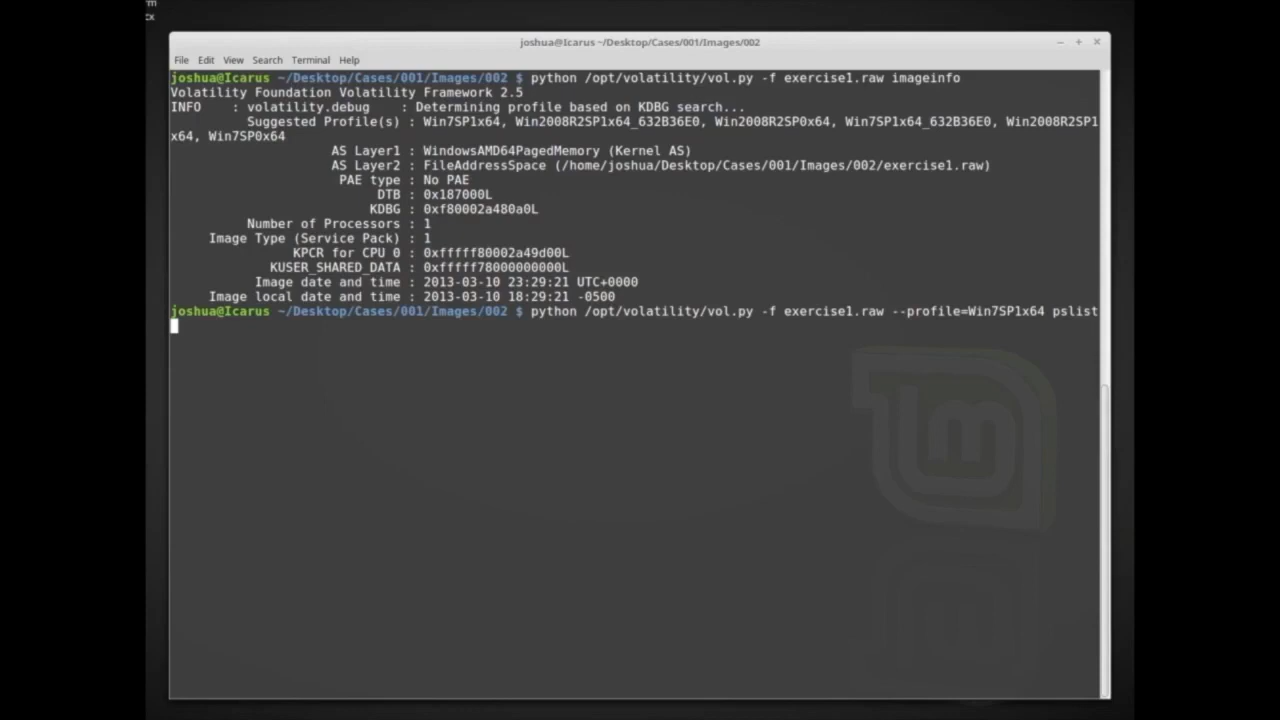 rm
cx
joshua@Icarus ~/Desktop/Cases/001/Images/002
File Edit View Search Terminal Help
joshua@Icarus ~/Desktop/Cases/001/Images/002 $ python /opt/volatility/vol.py -f exercise1.raw imageinfo
Volatility Foundation Volatility Framework 2.5
INFO    : volatility.debug    : Determining profile based on KDBG search...
Suggested Profile(s) : Win7SP1x64, Win2008R2SP1x64_632B36E0, Win2008R2SP0x64, Win7SP1x64_632B36E0, Win2008R2SP1
x64, Win7SP0x64
AS Layer1 : WindowsAMD64PagedMemory (Kernel AS)
AS Layer2 : FileAddressSpace (/home/joshua/Desktop/Cases/001/Images/002/exercise1.raw)
PAE type : No PAE
DTB : 0x187000L
KDBG : 0xf80002a480a0L
Number of Processors : 1
Image Type (Service Pack) : 1
KPCR for CPU 0 : 0xfffff80002a49d00L
KUSER_SHARED_DATA : 0xfffff78000000000L
Image date and time : 2013-03-10 23:29:21 UTC+0000
Image local date and time : 2013-03-10 18:29:21 -0500
joshua@Icarus ~/Desktop/Cases/001/Images/002 $ python /opt/volatility/vol.py -f exercise1.raw --profile=Win7SP1x64 pslist